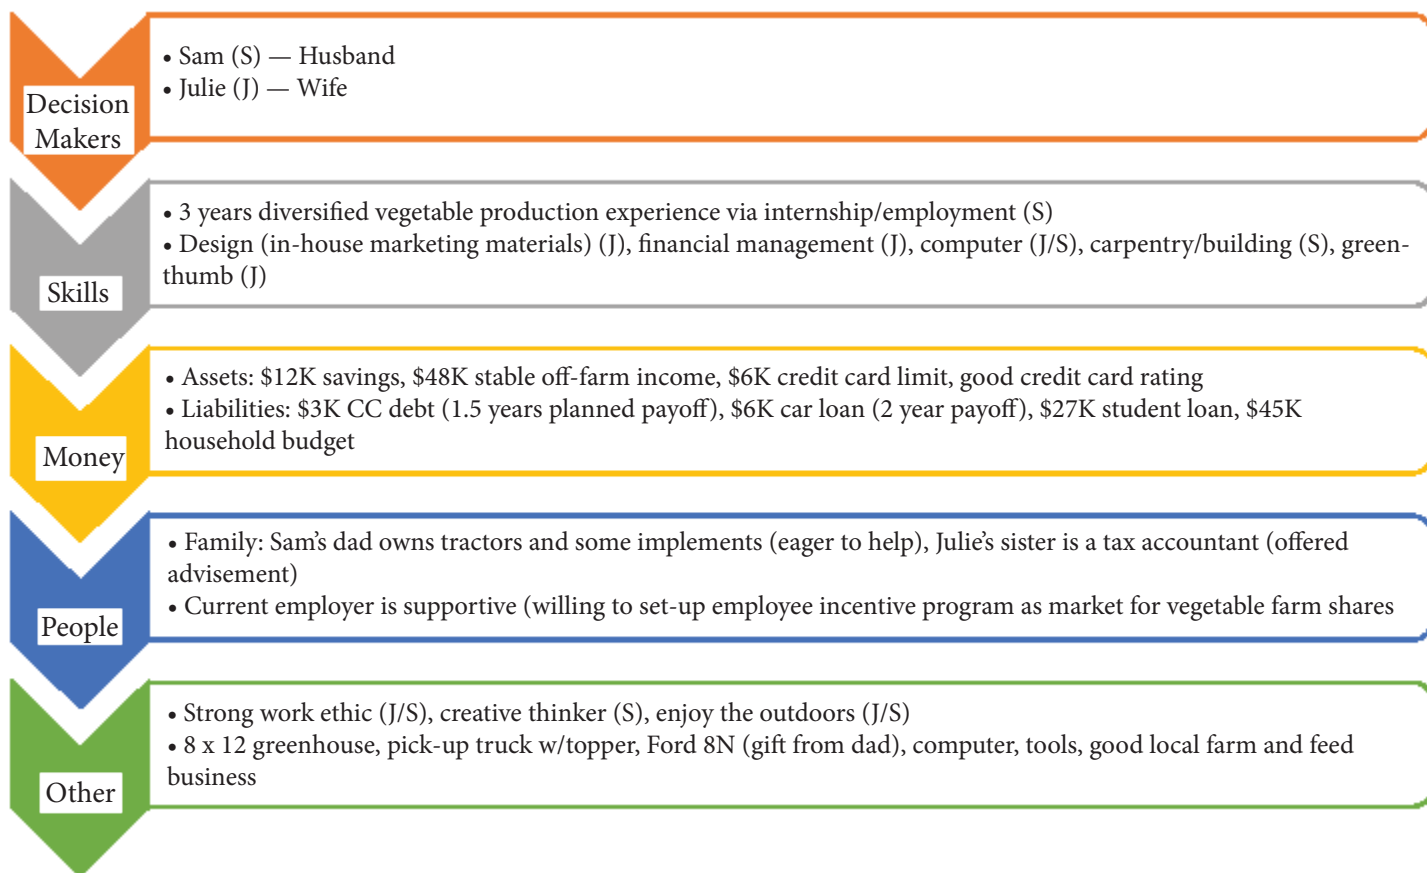 Decision
Makers
• Sam (S) — Husband
• Julie (J) — Wife
Skills
• 3 years diversified vegetable production experience via internship/employment (S)
• Design (in-house marketing materials) (J), financial management (J), computer (J/S), carpentry/building (S), green-
thumb (J)
Money
• Assets: $12K savings, $48K stable off-farm income, $6K credit card limit, good credit card rating
• Liabilities: $3K CC debt (1.5 years planned payoff), $6K car loan (2 year payoff), $27K student loan, $45K
household budget
People
• Family: Sam's dad owns tractors and some implements (eager to help), Julie's sister is a tax accountant (offered
advisement)
• Current employer is supportive (willing to set-up employee incentive program as market for vegetable farm shares
Other
• Strong work ethic (J/S), creative thinker (S), enjoy the outdoors (J/S)
• 8 x 12 greenhouse, pick-up truck w/topper, Ford 8N (gift from dad), computer, tools, good local farm and feed
business